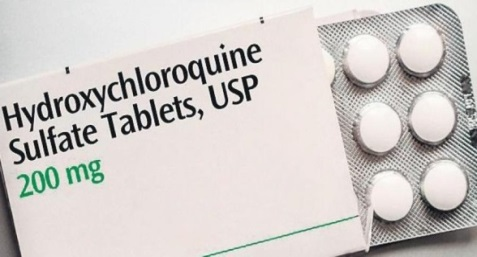 Hydroxychloroquine
Sulfate Tablets, USP
200 mg